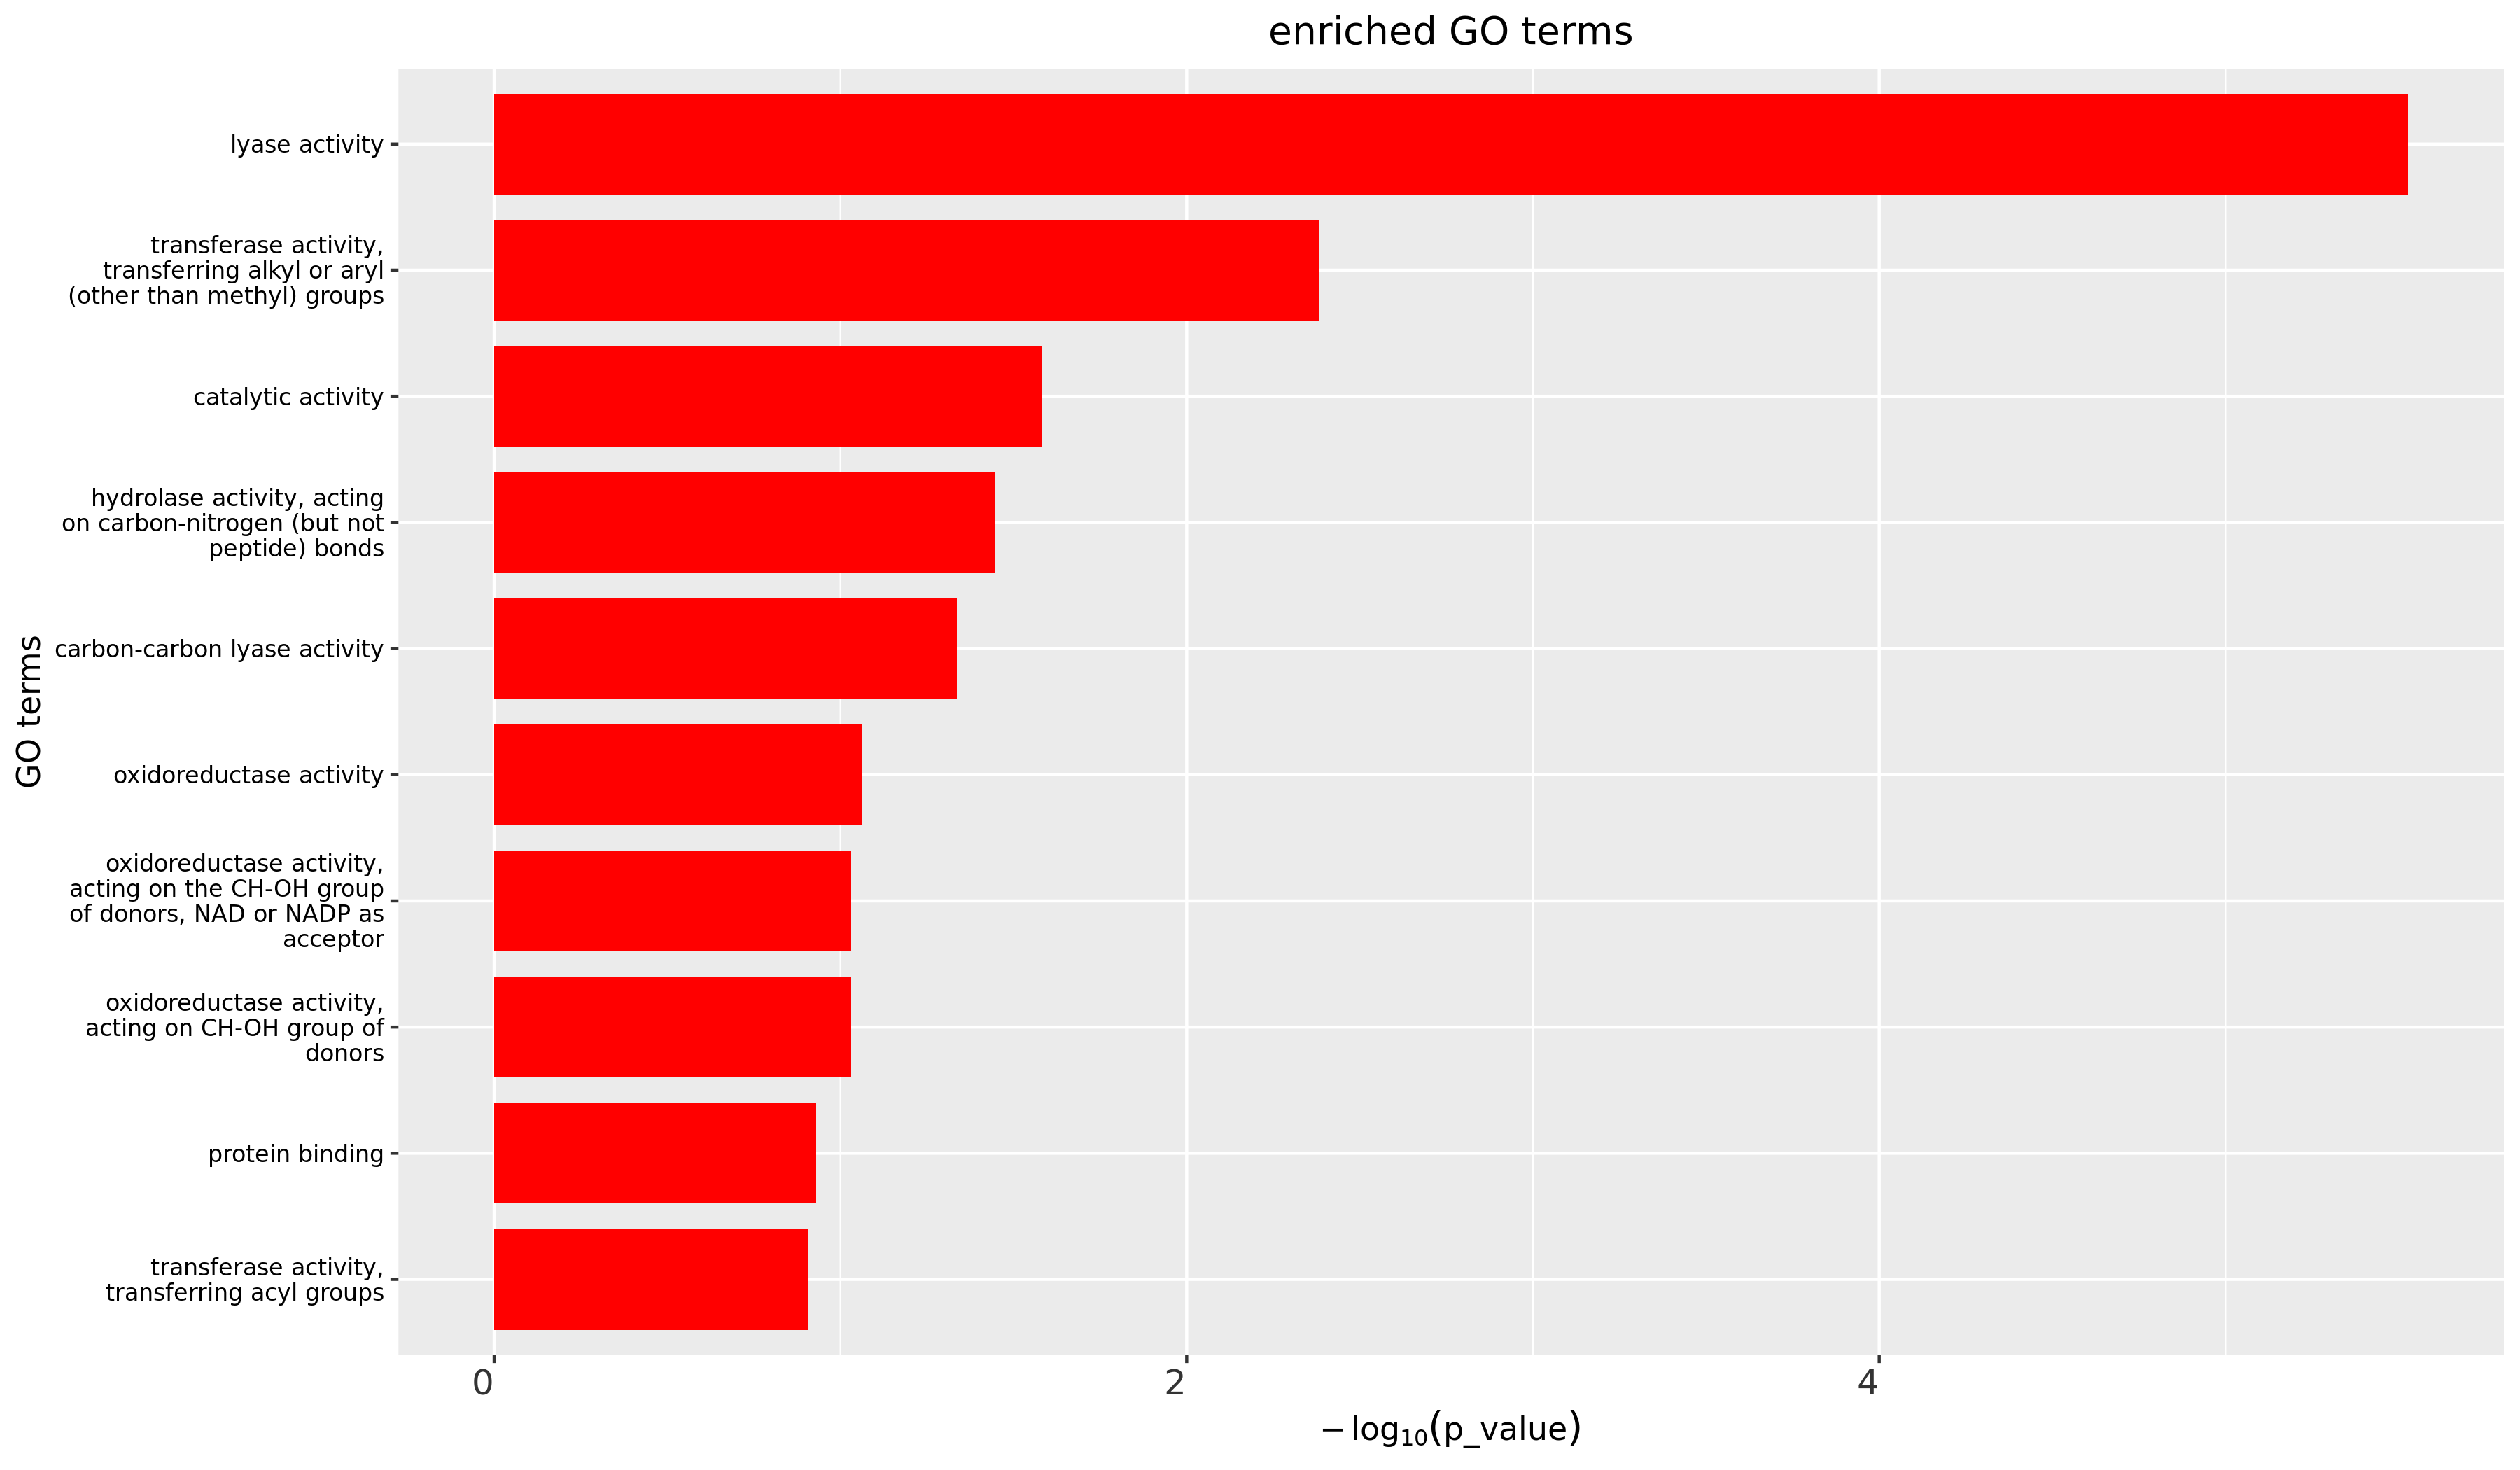 enriched GO terms
lyase activity
transferase activity,
transferring alkyl or aryl
(other than methyl) groups
catalytic activity
hydrolase activity, acting
on carbon-nitrogen (but not
peptide) bonds
carbon-carbon lyase activity
oxidoreductase activity
oxidoreductase activity,
acting on the CH-OH group
of donors, NAD or NADP as
acceptor
oxidoreductase activity,
acting on CH-OH group of
donors
protein binding
transferase activity,
transferring acyl groups
GO terms
0 2 4
−log₁₀(p_value)